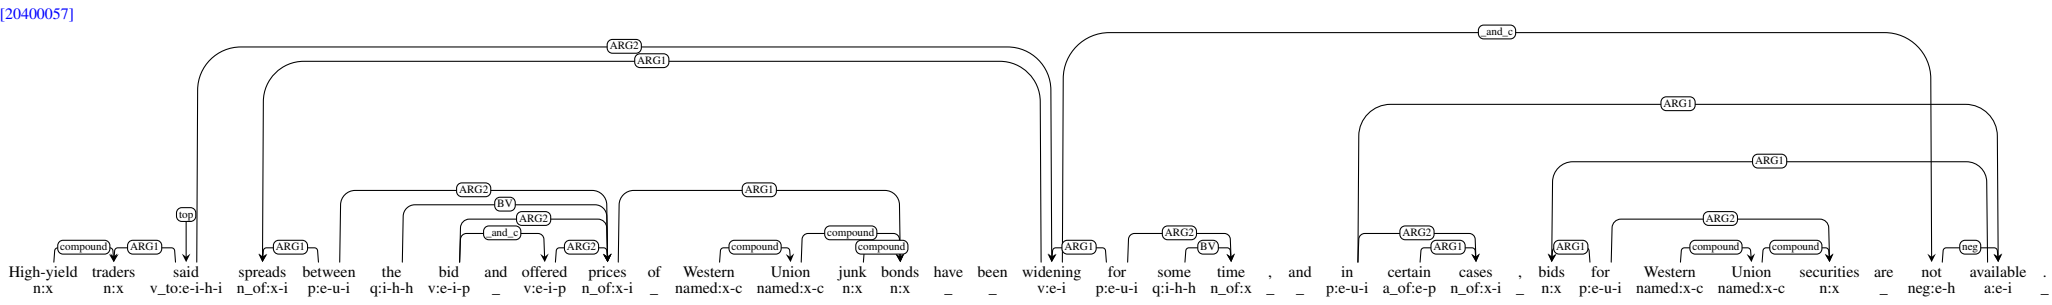 [20400057]
_and_c
ARG2
ARG1
ARG1
ARG1
ARG2 ARG1
BV
top ARG2 ARG2
_and_c compound ARG2 ARG2
compound ARG1 ARG1 ARG2 compound compound ARG1 BV ARG1 ARG1 compound compound neg
High-yield traders said spreads between the bid and offered prices of Western Union junk bonds have been widening for some time , and in certain cases , bids for Western Union securities are not available .
n:x n:x v_to:e-i-h-i n_of:x-i p:e-u-i q:i-h-h v:e-i-p _ v:e-i-p n_of:x-i _ named:x-c named:x-c n:x n:x _ _ v:e-i p:e-u-i q:i-h-h n_of:x _ _ p:e-u-i a_of:e-p n_of:x-i _ n:x p:e-u-i named:x-c named:x-c n:x _ neg:e-h a:e-i _